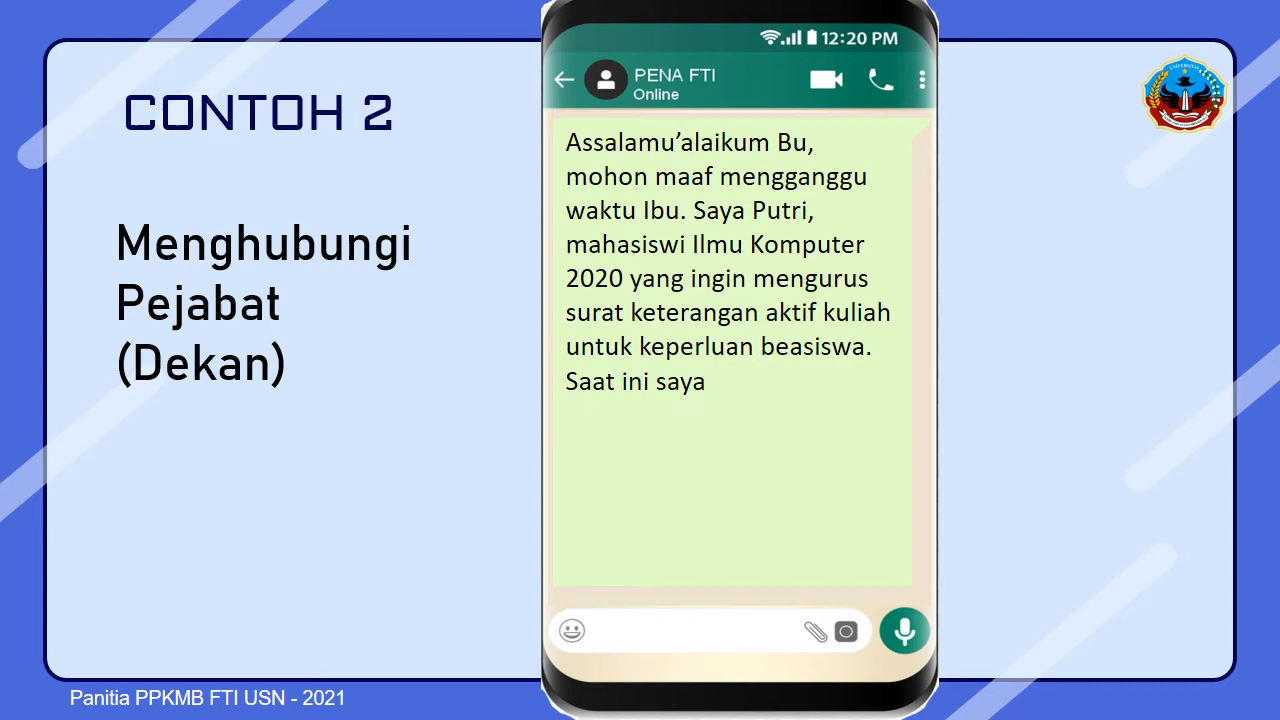 CONTOH 2
Menghubungi
Pejabat
(Dekan)
12:20 PM
PENA FTI
Online
Assalamu’alaikum Bu,
mohon maaf mengganggu
waktu Ibu. Saya Putri,
mahasiswi Ilmu Komputer
2020 yang ingin mengurus
surat keterangan aktif kuliah
untuk keperluan beasiswa.
Saat ini saya
Panitia PPKMB FTI USN - 2021